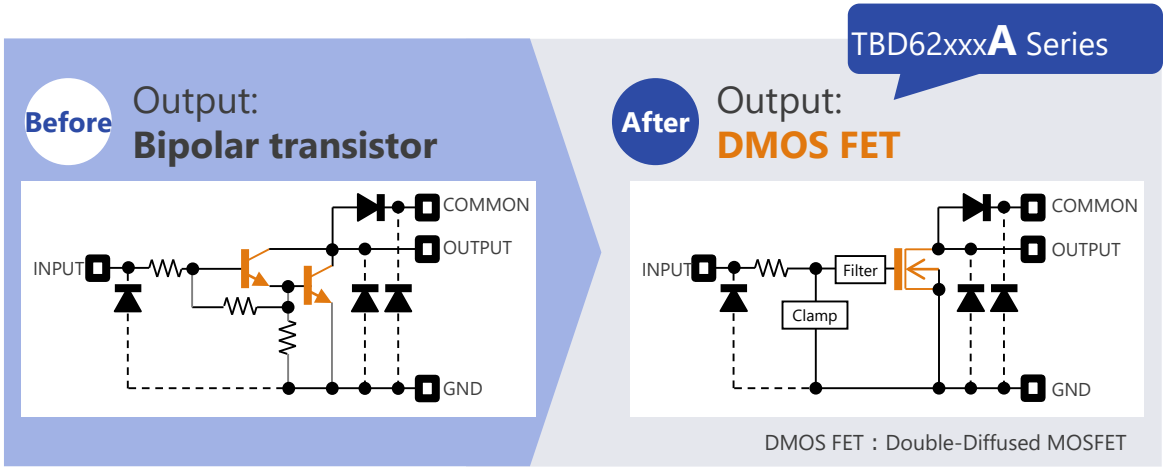 TBD62xxxA Series
Before
Output:
Bipolar transistor
After
Output:
DMOS FET
COMMON
OUTPUT
INPUT
GND
COMMON
OUTPUT
INPUT
Filter
Clamp
GND
DMOS FET：Double-Diffused MOSFET